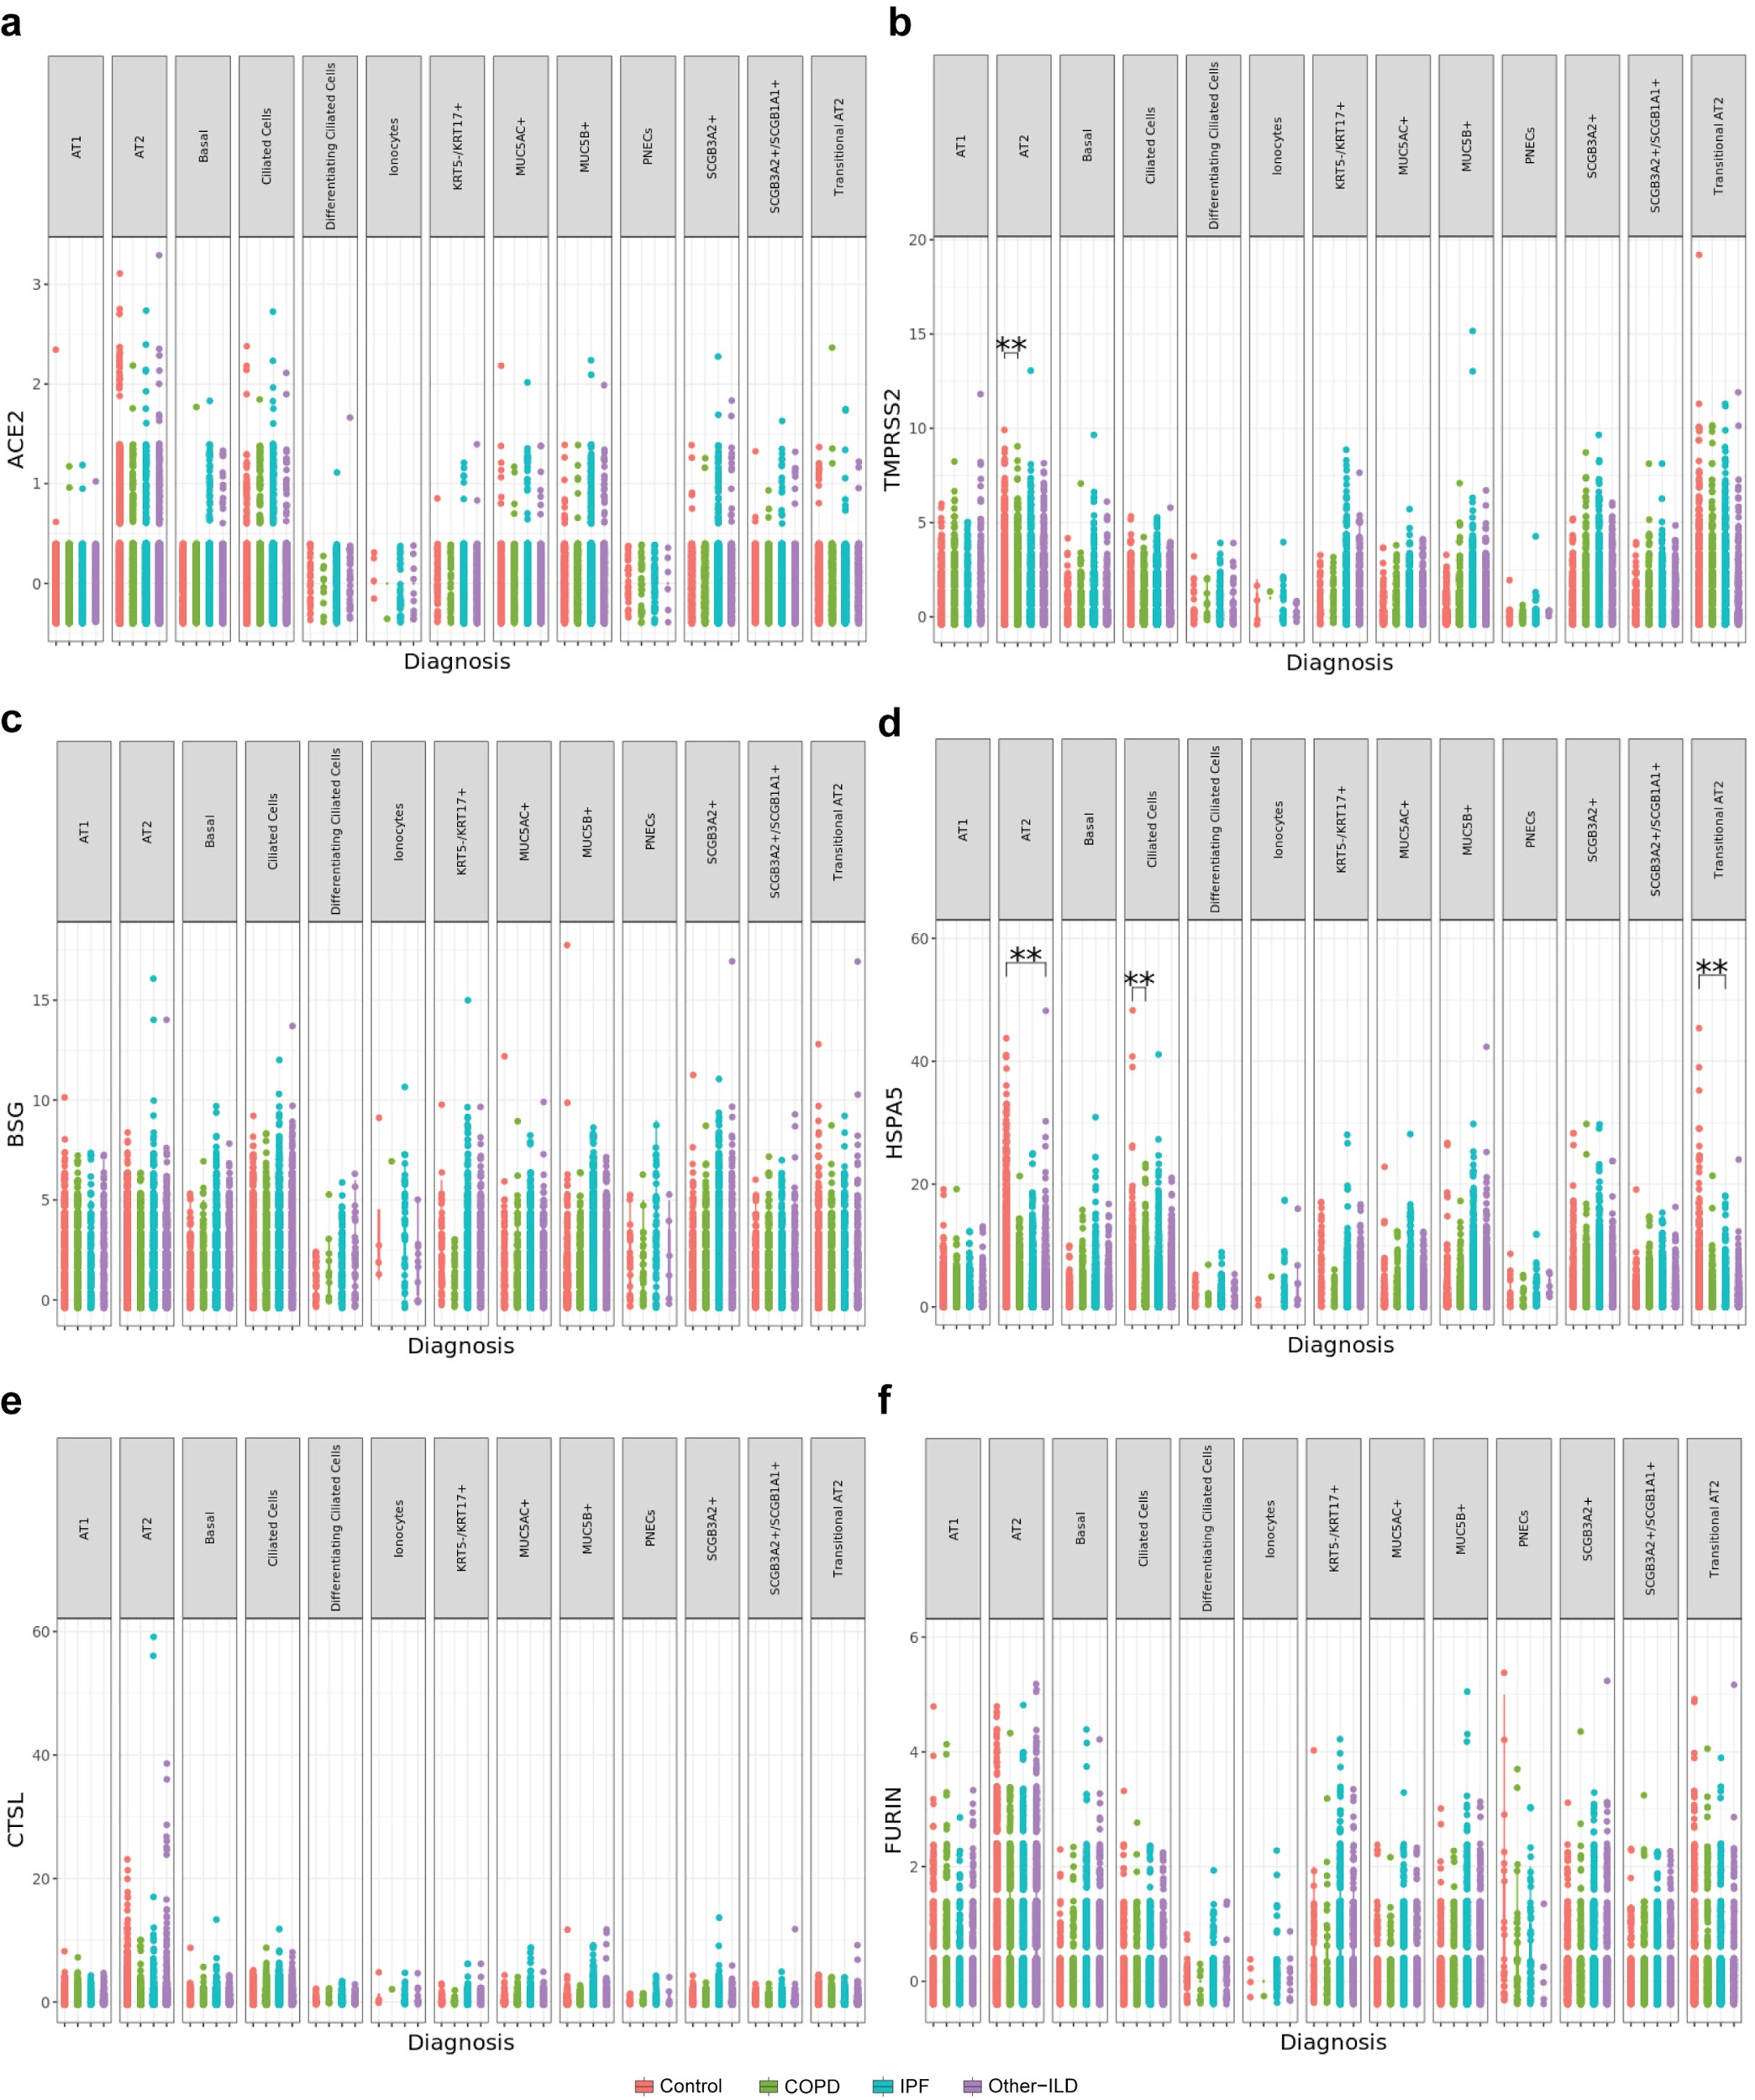 a
AT1
AT2
Basal
Ciliated Cells
Differentiating Ciliated Cells
Ionocytes
KRT5-/KRT17+
MUC5AC+
MUC5B+
PNECs
SCGB3A2+
SCGB3A2+/SCGB1A1+
Transitional AT2
ACE2
3
2
1
0
Diagnosis
b
AT1
AT2
Basal
Ciliated Cells
Differentiating Ciliated Cells
Ionocytes
KRT5-/KRT17+
MUC5AC+
MUC5B+
PNECs
SCGB3A2+
SCGB3A2+/SCGB1A1+
Transitional AT2
TMPRSS2
20
15
10
5
0
**
Diagnosis
c
AT1
AT2
Basal
Ciliated Cells
Differentiating Ciliated Cells
Ionocytes
KRT5-/KRT17+
MUC5AC+
MUC5B+
PNECs
SCGB3A2+
SCGB3A2+/SCGB1A1+
Transitional AT2
BSG
15
10
5
0
Diagnosis
d
AT1
AT2
Basal
Ciliated Cells
Differentiating Ciliated Cells
Ionocytes
KRT5-/KRT17+
MUC5AC+
MUC5B+
PNECs
SCGB3A2+
SCGB3A2+/SCGB1A1+
Transitional AT2
HSPA5
60
40
20
0
**
**
**
Diagnosis
e
AT1
AT2
Basal
Ciliated Cells
Differentiating Ciliated Cells
Ionocytes
KRT5-/KRT17+
MUC5AC+
MUC5B+
PNECs
SCGB3A2+
SCGB3A2+/SCGB1A1+
Transitional AT2
CTSL
60
40
20
0
Diagnosis
f
AT1
AT2
Basal
Ciliated Cells
Differentiating Ciliated Cells
Ionocytes
KRT5-/KRT17+
MUC5AC+
MUC5B+
PNECs
SCGB3A2+
SCGB3A2+/SCGB1A1+
Transitional AT2
FURIN
6
4
2
0
Diagnosis
Control COPD IPF Other−ILD